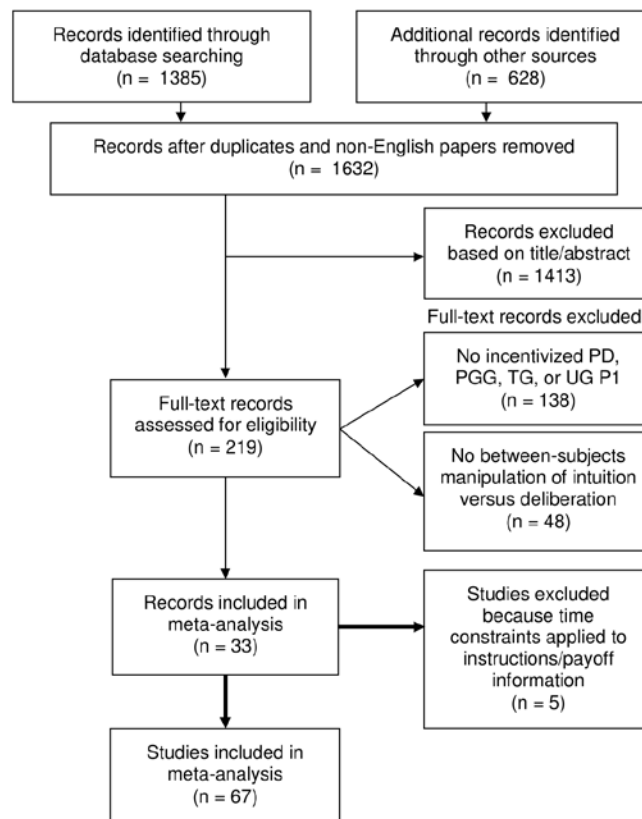 Records identified through
database searching
(n = 1385)
Additional records identified
through other sources
(n = 628)
Records after duplicates and non-English papers removed
(n = 1632)
Records excluded
based on title/abstract
(n = 1413)
Full-text records excluded
No incentivized PD,
PGG, TG, or UG P1
(n = 138)
Full-text records
assessed for eligibility
(n = 219)
No between-subjects
manipulation of intuition
versus deliberation
(n = 48)
Records included in
meta-analysis
(n = 33)
Studies excluded
because time
constraints applied to
instructions/payoff
information
(n = 5)
Studies included in
meta-analysis
(n = 67)